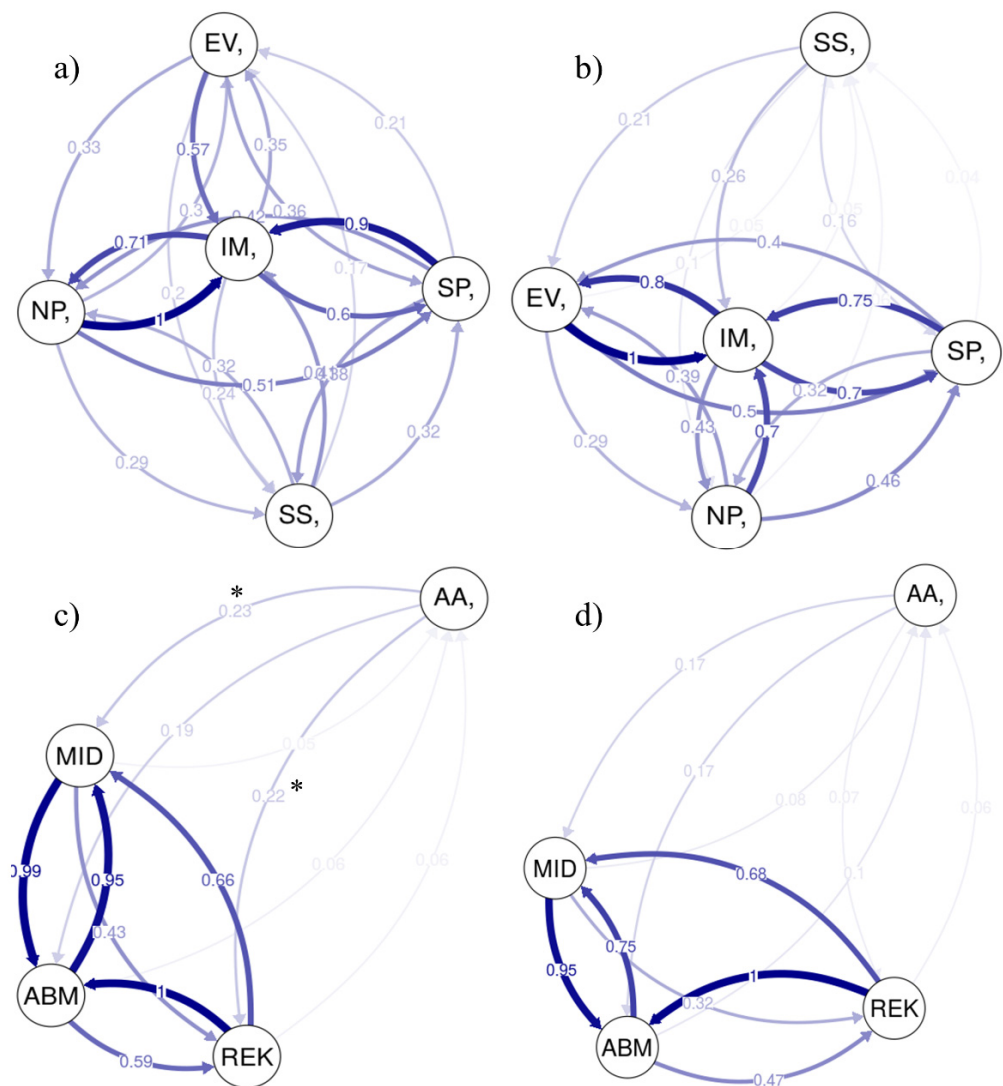 a)
EV,
0.33
0.57
0.35
0.21
0.3
0.42
0.36
0.9
0.71
IM,
0.17
NP,
SP,
0.2
1
0.6
0.32
0.24
0.51
0.29
0.32
SS,
b)
SS,
0.21
0.26
0.05
0.05
0.16
0.04
0.1
0.4
EV,
0.8
0.75
IM,
SP,
1
0.39
0.32
0.7
0.5
0.43
0.7
0.29
0.46
NP,
c)
*
AA,
0.23
0.19
MID
0.05
0.22 *
0.99
0.95
0.66
0.06
0.06
0.43
ABM
1
0.59
REK
d)
AA,
0.17
0.17
0.08
0.07
0.06
MID
0.68
0.1
0.75
0.95
1
0.32
REK
ABM
0.47